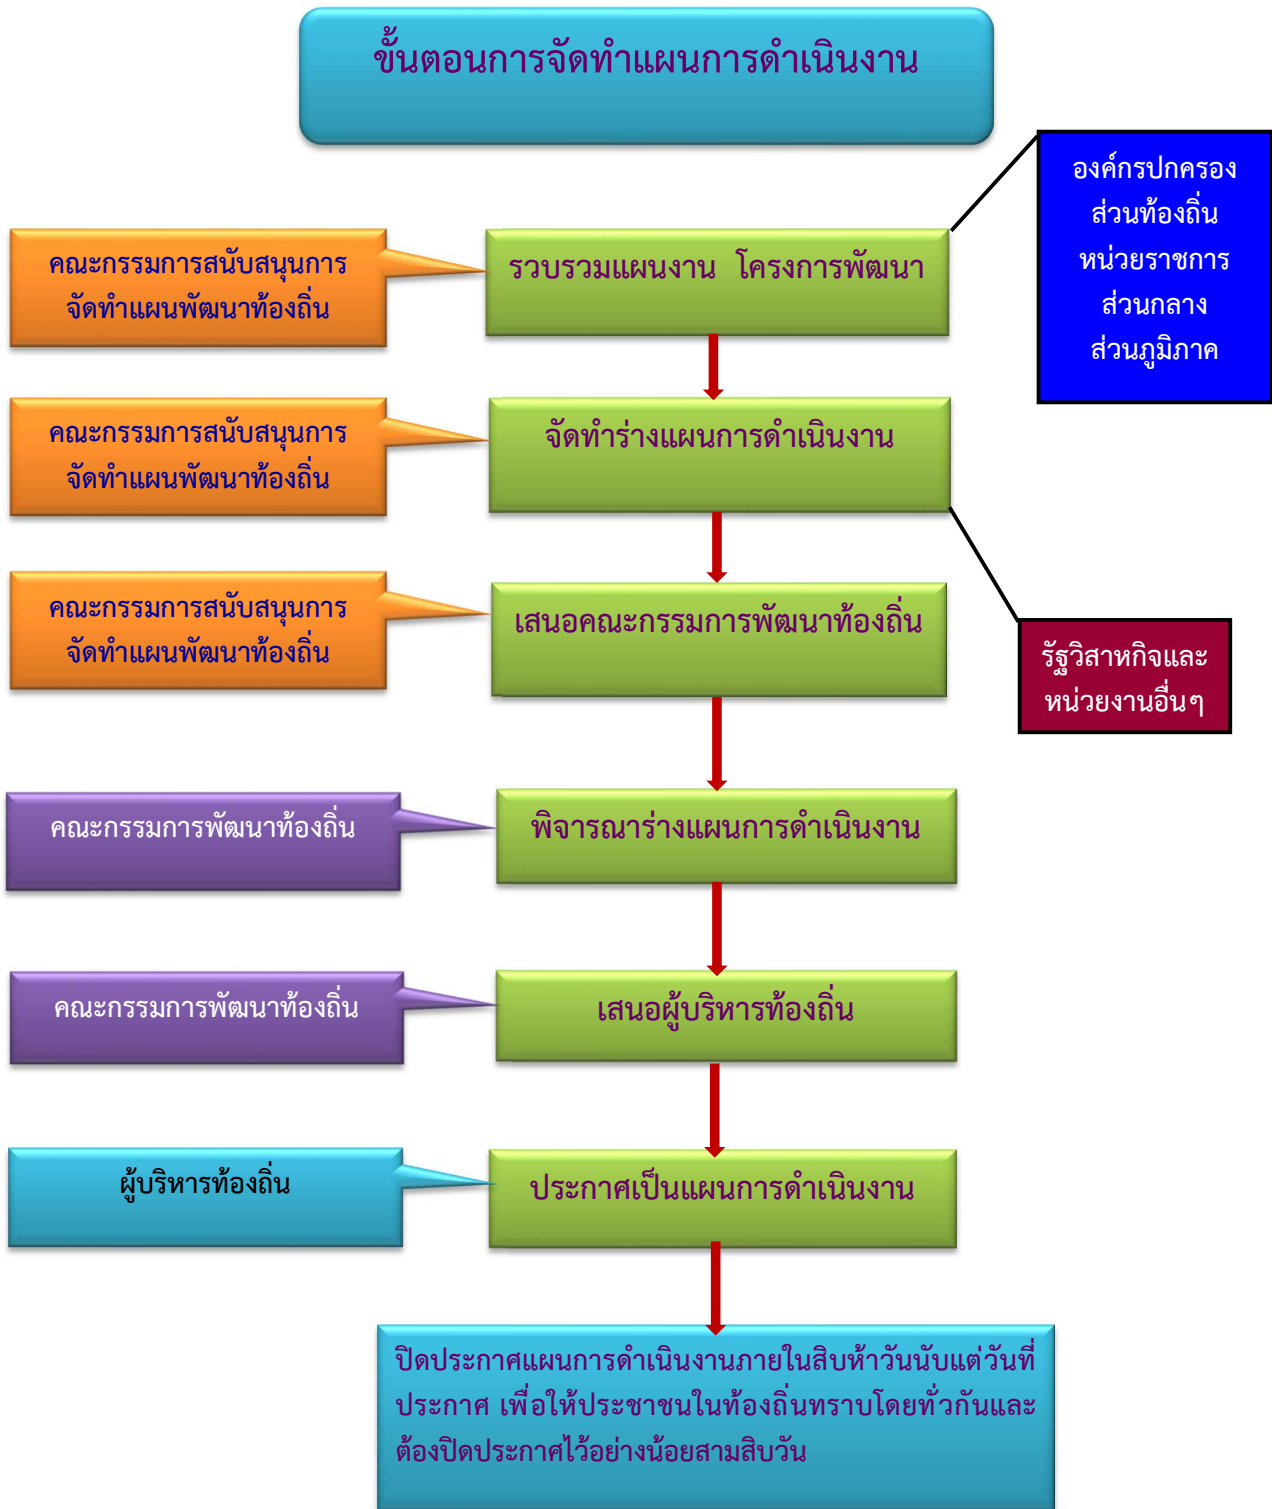 ขั้นตอนการจัดทำแผนการดำเนินงาน
องค์กรปกครอง
ส่วนท้องถิ่น
หน่วยราชการ
ส่วนกลาง
ส่วนภูมิภาค
คณะกรรมการสนับสนุนการ
จัดทำแผนพัฒนาท้องถิ่น
รวบรวมแผนงาน โครงการพัฒนา
คณะกรรมการสนับสนุนการ
จัดทำแผนพัฒนาท้องถิ่น
จัดทำร่างแผนการดำเนินงาน
คณะกรรมการสนับสนุนการ
จัดทำแผนพัฒนาท้องถิ่น
เสนอคณะกรรมการพัฒนาท้องถิ่น
รัฐวิสาหกิจและ
หน่วยงานอื่นๆ
คณะกรรมการพัฒนาท้องถิ่น
พิจารณาร่างแผนการดำเนินงาน
คณะกรรมการพัฒนาท้องถิ่น
เสนอผู้บริหารท้องถิ่น
ผู้บริหารท้องถิ่น
ประกาศเป็นแผนการดำเนินงาน
ปิดประกาศแผนการดำเนินงานภายในสิบห้าวันนับแต่วันที่
ประกาศ เพื่อให้ประชาชนในท้องถิ่นทราบโดยทั่วกันและ
ต้องปิดประกาศไว้อย่างน้อยสามสิบวัน